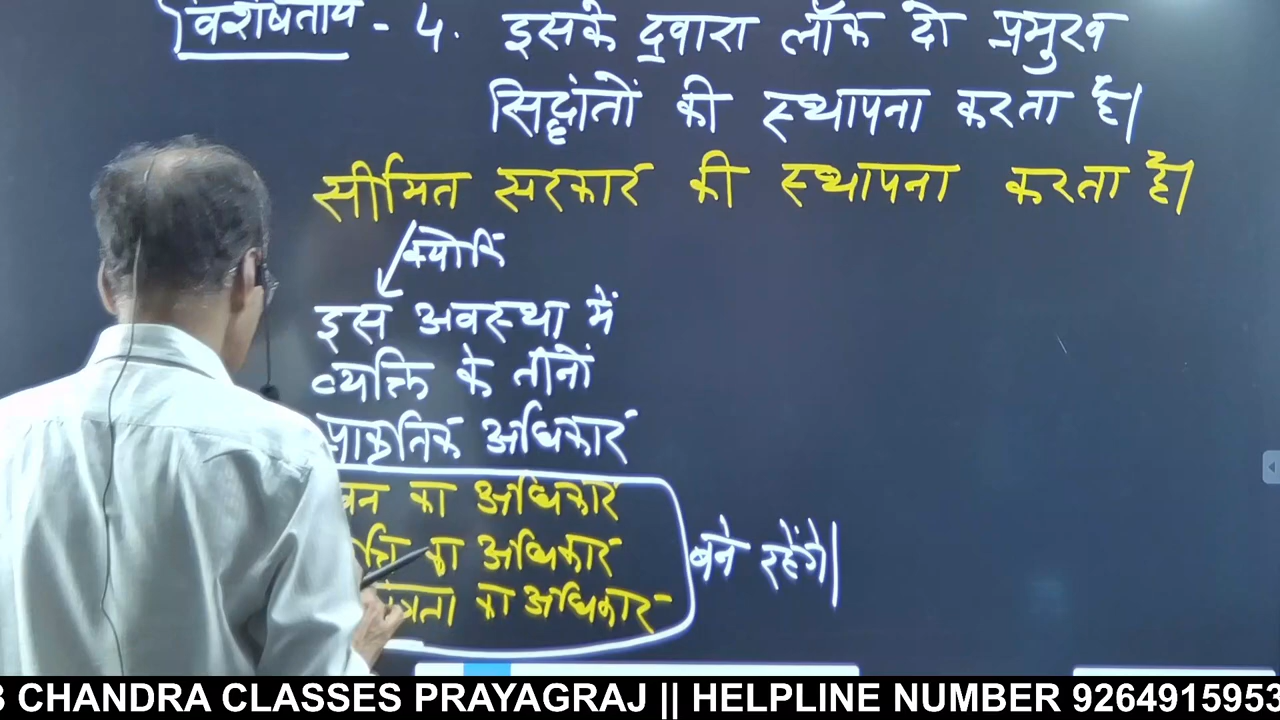 विशेषतायें - 4. इसके द्वारा लॉक दो प्रमुख
सिद्धांतों की स्थापना करता है।
सीमित सरकार की स्थापना करता है।
क्योंकि
इस अवस्था में
व्यक्ति के तीनों
प्राकृतिक अधिकार
का अधिकार
का अधिकार
का अधिकार
बने रहेंगे।
CHANDRA CLASSES PRAYAGRAJ || HELPLINE NUMBER 9264915953